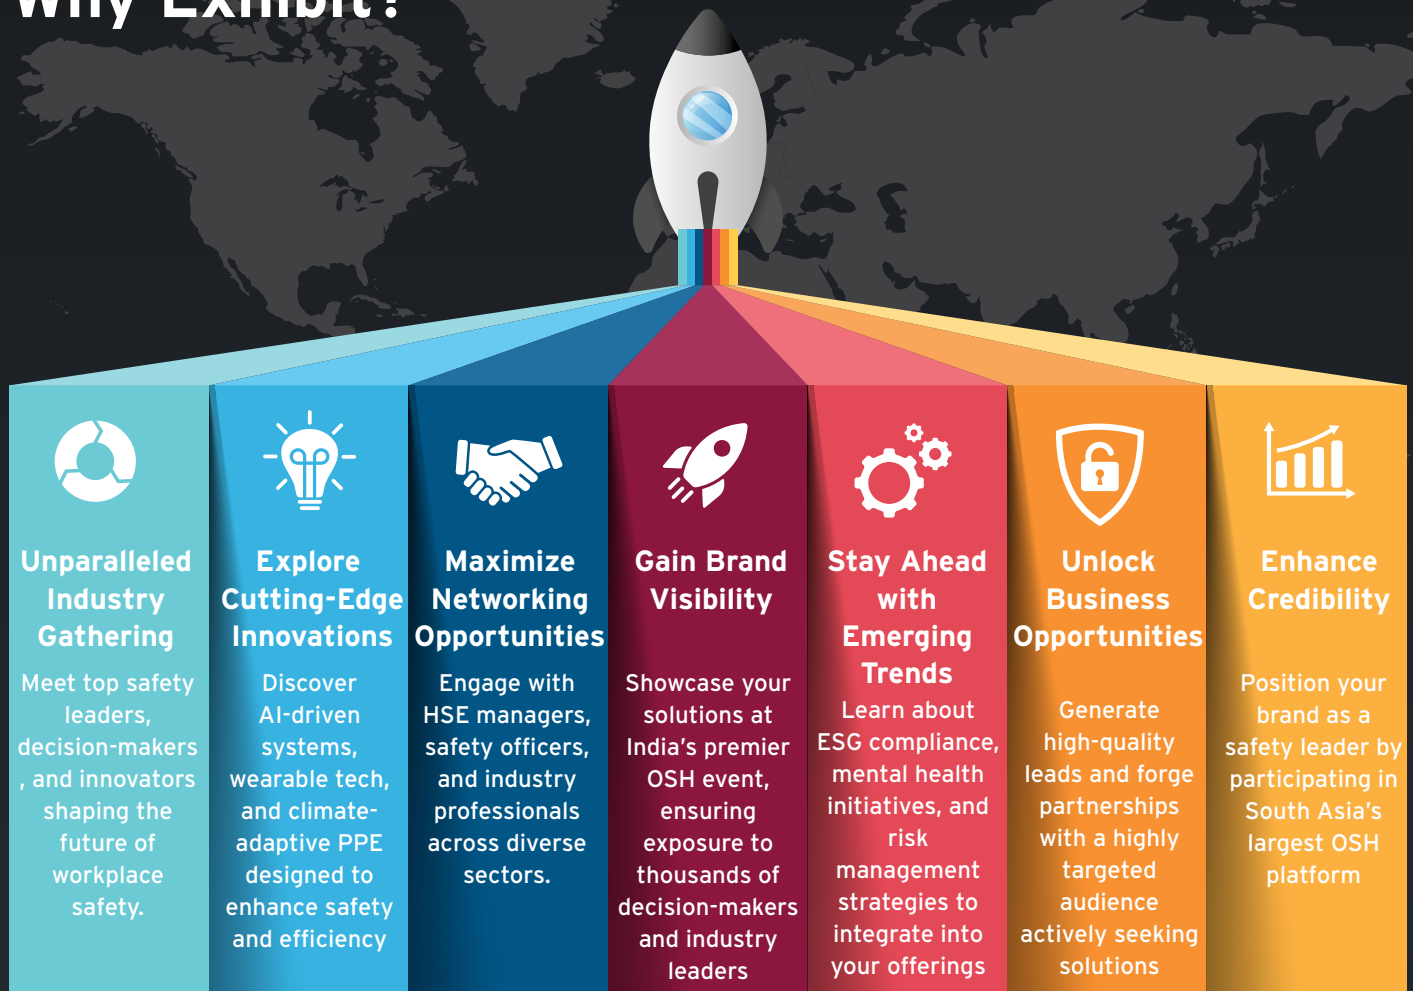 Why Exhibit?
Unparalleled
Industry
Gathering
Meet top safety
leaders,
decision-makers
, and innovators
shaping the
future of
workplace
safety.
Explore
Cutting-Edge
Innovations
Discover
AI-driven
systems,
wearable tech,
and climate-
adaptive PPE
designed to
enhance safety
and efficiency
Maximize
Networking
Opportunities
Engage with
HSE managers,
safety officers,
and industry
professionals
across diverse
sectors.
Gain Brand
Visibility
Showcase your
solutions at
India's premier
OSH event,
ensuring
exposure to
thousands of
decision-makers
and industry
leaders
Stay Ahead
with
Emerging
Trends
Learn about
ESG compliance,
mental health
initiatives, and
risk
management
strategies to
integrate into
your offerings
Unlock
Business
Opportunities
Generate
high-quality
leads and forge
partnerships
with a highly
targeted
audience
actively seeking
solutions
Enhance
Credibility
Position your
brand as a
safety leader by
participating in
South Asia's
largest OSH
platform